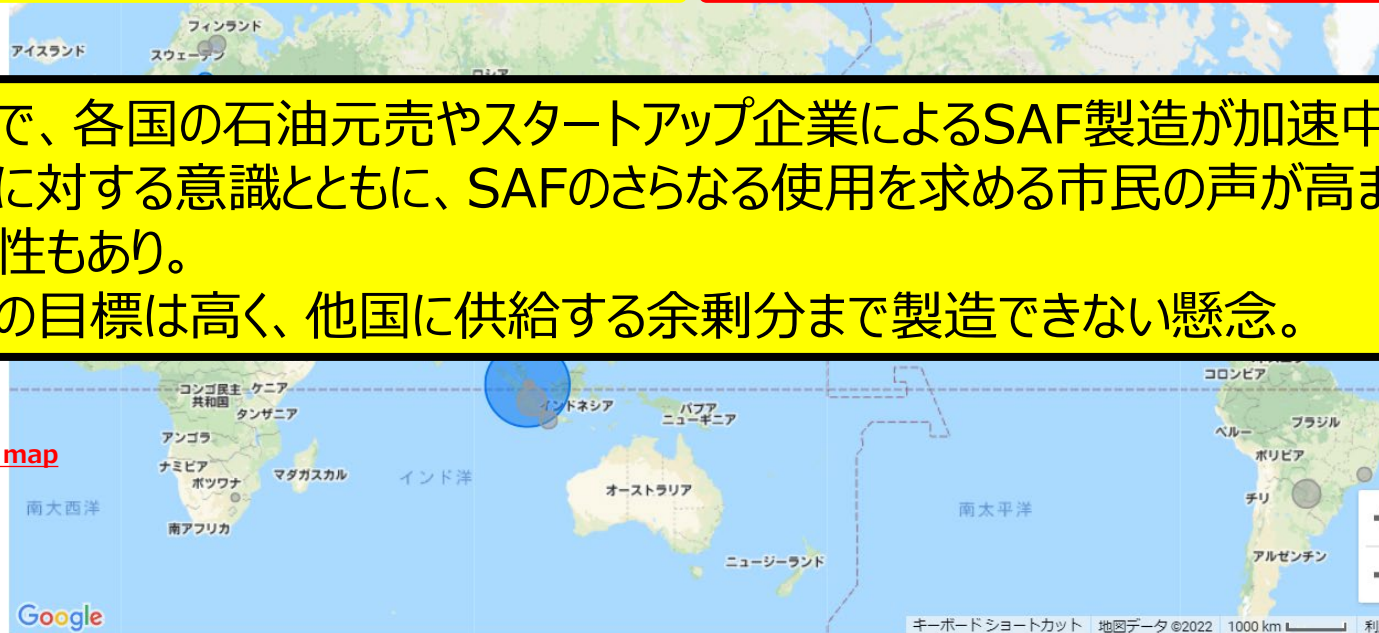 フィンランド
アイスランド
スウェーデン
ロシア
で、各国の石油元売やスタートアップ企業によるSAF製造が加速中
に対する意識とともに、SAFのさらなる使用を求める市民の声が高ま
性もあり。
の目標は高く、他国に供給する余剰分まで製造できない懸念。
コロンビア
コンゴ民主 ケニア
共和国
タンザニア
インドネシア
パプア
ニューギニア
ブラジル
ペルー
アンゴラ
map
ボリビア
ナミビア
マダガスカル
ボツワナ
インド洋
オーストラリア
チリ
南大西洋
南太平洋
南アフリカ
アルゼンチン
ニュージーランド
Google
キーボード ショートカット 地図データ ©2022 1000 km 利